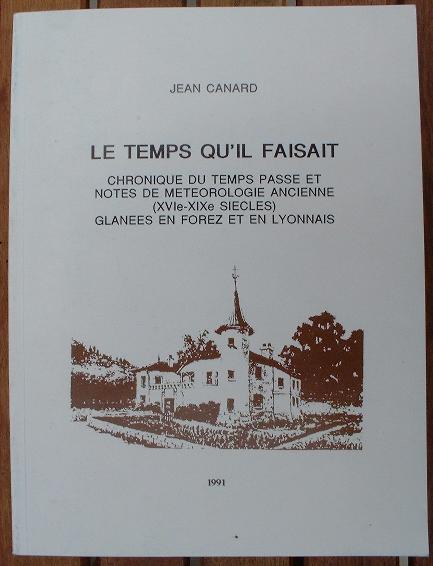 JEAN CANARD
LE TEMPS QU'IL FAISAIT
CHRONIQUE DU TEMPS PASSE ET
NOTES DE METEOROLOGIE ANCIENNE
(XVIe-XIXe SIECLES)
GLANEES EN FOREZ ET EN LYONNAIS
1991